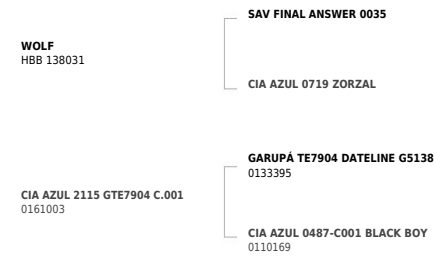 SAV FINAL ANSWER 0035
WOLF
HBB 138031
CIA AZUL 0719 ZORZAL
GARUPÁ TE7904 DATELINE G5138
0133395
CIA AZUL 2115 GTE7904 C.001
0161003
CIA AZUL 0487-C001 BLACK BOY
0110169